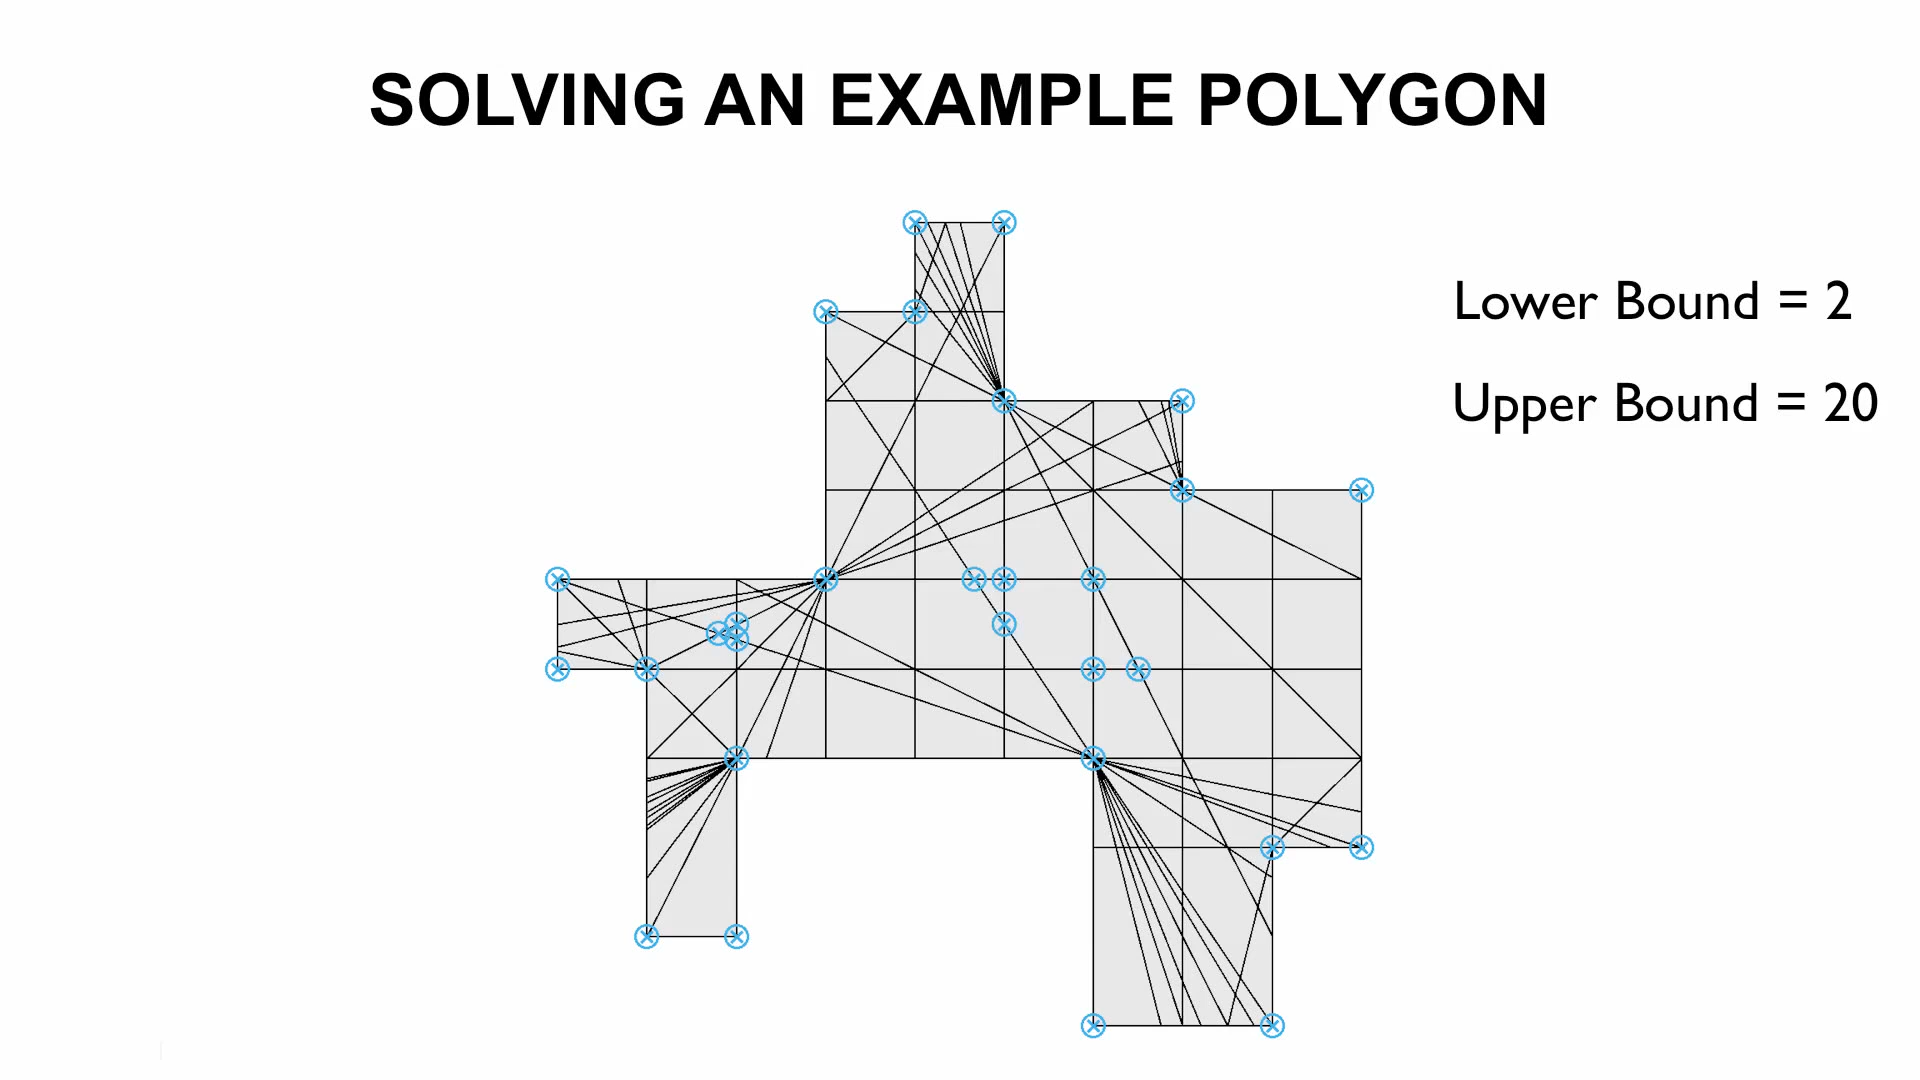 SOLVING AN EXAMPLE POLYGON
Lower Bound = 2
Upper Bound = 20